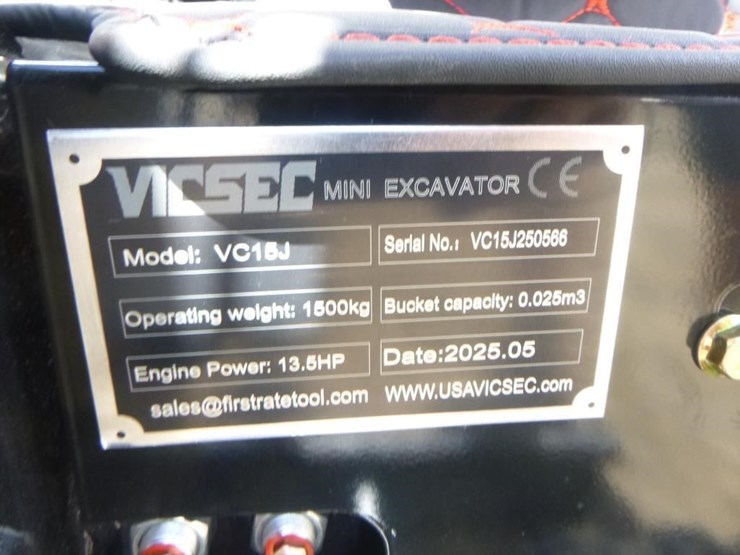 VICSEC MINI EXCAVATOR CE
Model: VC15J Serial No.: VC15J250566
Operating weight: 1500kg Bucket capacity: 0.025m3
Engine Power: 13.5HP Date:2025.05
sales@firstratetool.com WWW.USAVICSEC.com